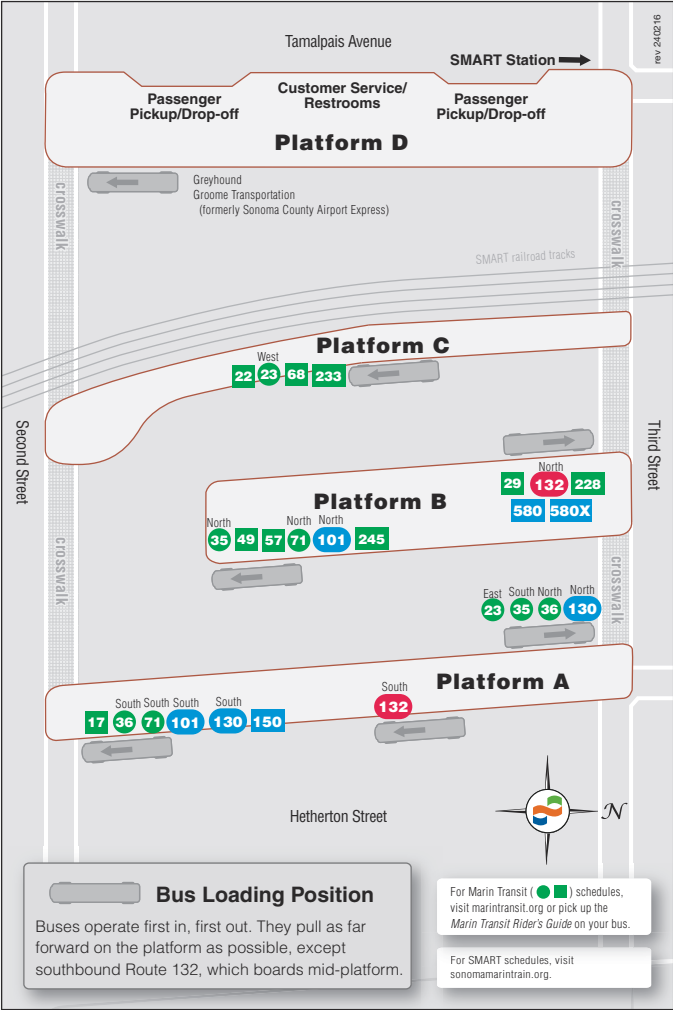 rev 240216
Tamalpais Avenue
SMART Station
Passenger
Pickup/Drop-off
Customer Service/
Restrooms
Passenger
Pickup/Drop-off
Platform D
Greyhound
Groome Transportation
(formerly Sonoma County Airport Express)
crosswalk
crosswalk
SMART railroad tracks
Platform C
West
22 23 68 233
Second Street
Third Street
Platform B
North
29 132 228
580 580X
North North North
35 49 57 71 101 245
crosswalk
crosswalk
East South North North
23 35 36 130
Platform A
South
132
South South South South
17 36 71 101 130 150
Hetherton Street
N
Bus Loading Position
Buses operate first in, first out. They pull as far
forward on the platform as possible, except
southbound Route 132, which boards mid-platform.
For Marin Transit ( ) schedules,
visit marintransit.org or pick up the
Marin Transit Rider's Guide on your bus.
For SMART schedules, visit
sonomamarintrain.org.